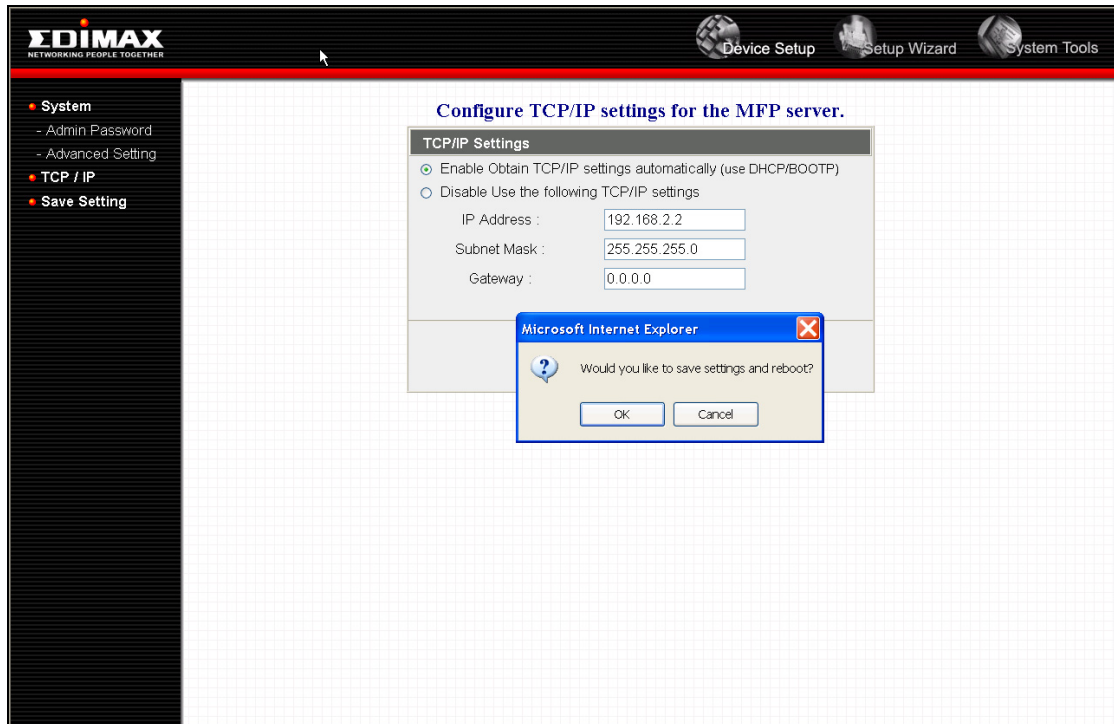 EDIMAX
NETWORKING PEOPLE TOGETHER
Device Setup
Setup Wizard
System Tools
System
- Admin Password
- Advanced Setting
TCP / IP
Save Setting
Configure TCP/IP settings for the MFP server.
TCP/IP Settings
Enable Obtain TCP/IP settings automatically (use DHCP/BOOTP)
Disable Use the following TCP/IP settings
IP Address : 192.168.2.2
Subnet Mask : 255.255.255.0
Gateway : 0.0.0.0
Microsoft Internet Explorer
Would you like to save settings and reboot?
OK Cancel